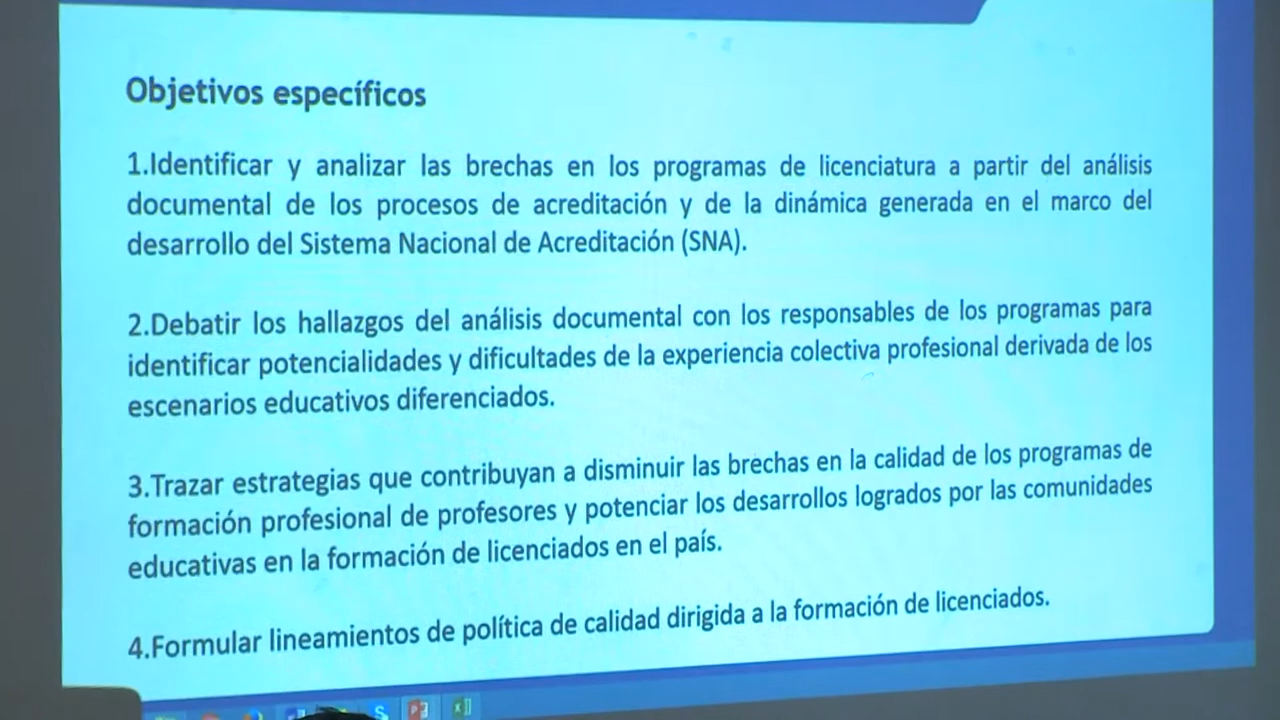 Objetivos específicos
1.Identificar y analizar las brechas en los programas de licenciatura a partir del análisis
documental de los procesos de acreditación y de la dinámica generada en el marco del
desarrollo del Sistema Nacional de Acreditación (SNA).
2.Debatir los hallazgos del análisis documental con los responsables de los programas para
identificar potencialidades y dificultades de la experiencia colectiva profesional derivada de los
escenarios educativos diferenciados.
3.Trazar estrategias que contribuyan a disminuir las brechas en la calidad de los programas de
formación profesional de profesores y potenciar los desarrollos logrados por las comunidades
educativas en la formación de licenciados en el país.
4.Formular lineamientos de política de calidad dirigida a la formación de licenciados.